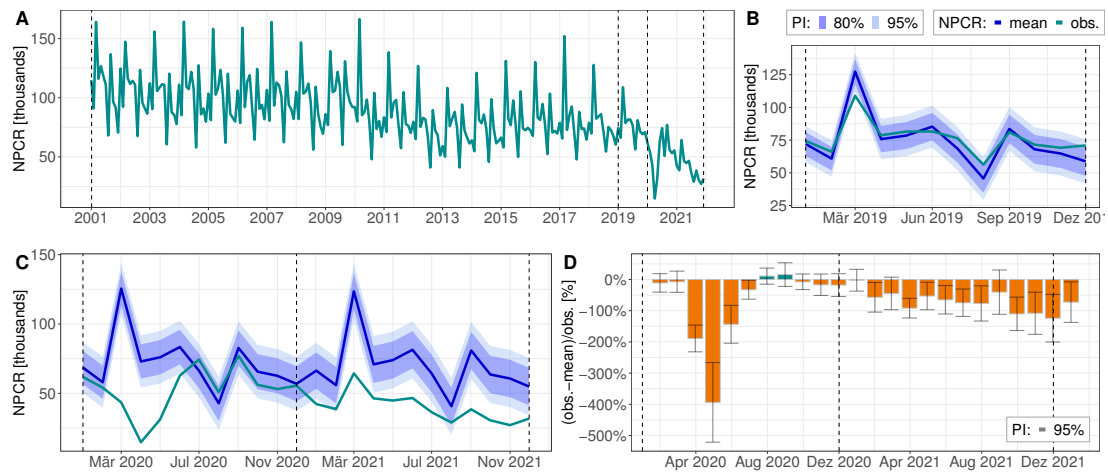 A
NPCR [thousands]
150
100
50
2001 2003 2005 2007 2009 2011 2013 2015 2017 2019 2021
PI: 80% 95%
NPCR: mean obs.
B
NPCR [thousands]
125
100
75
50
25
Mär 2019 Jun 2019 Sep 2019 Dez 201
C
NPCR [thousands]
150
100
50
0
Mär 2020 Jul 2020 Nov 2020 Mär 2021 Jul 2021 Nov 2021
D
(obs.−mean)/obs. [%]
0%
−100%
−200%
−300%
−400%
−500%
PI: 95%
Apr 2020 Aug 2020 Dez 2020 Apr 2021 Aug 2021 Dez 2021